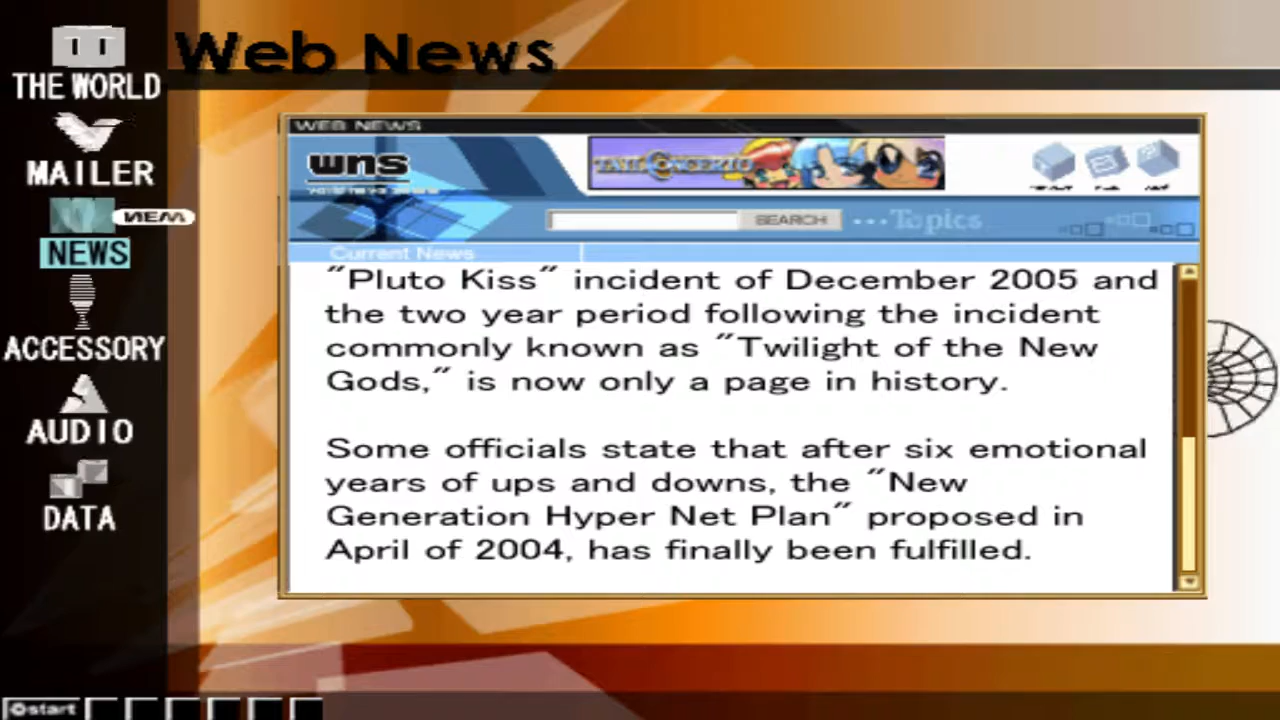 Web News
THE WORLD
MAILER
NEW
NEWS
ACCESSORY
AUDIO
DATA
WEB NEWS
wns
TAIL CONCERTO
SEARCH
...Topics
Current News
"Pluto Kiss" incident of December 2005 and
the two year period following the incident
commonly known as "Twilight of the New
Gods," is now only a page in history.
Some officials state that after six emotional
years of ups and downs, the "New
Generation Hyper Net Plan" proposed in
April of 2004, has finally been fulfilled.
start